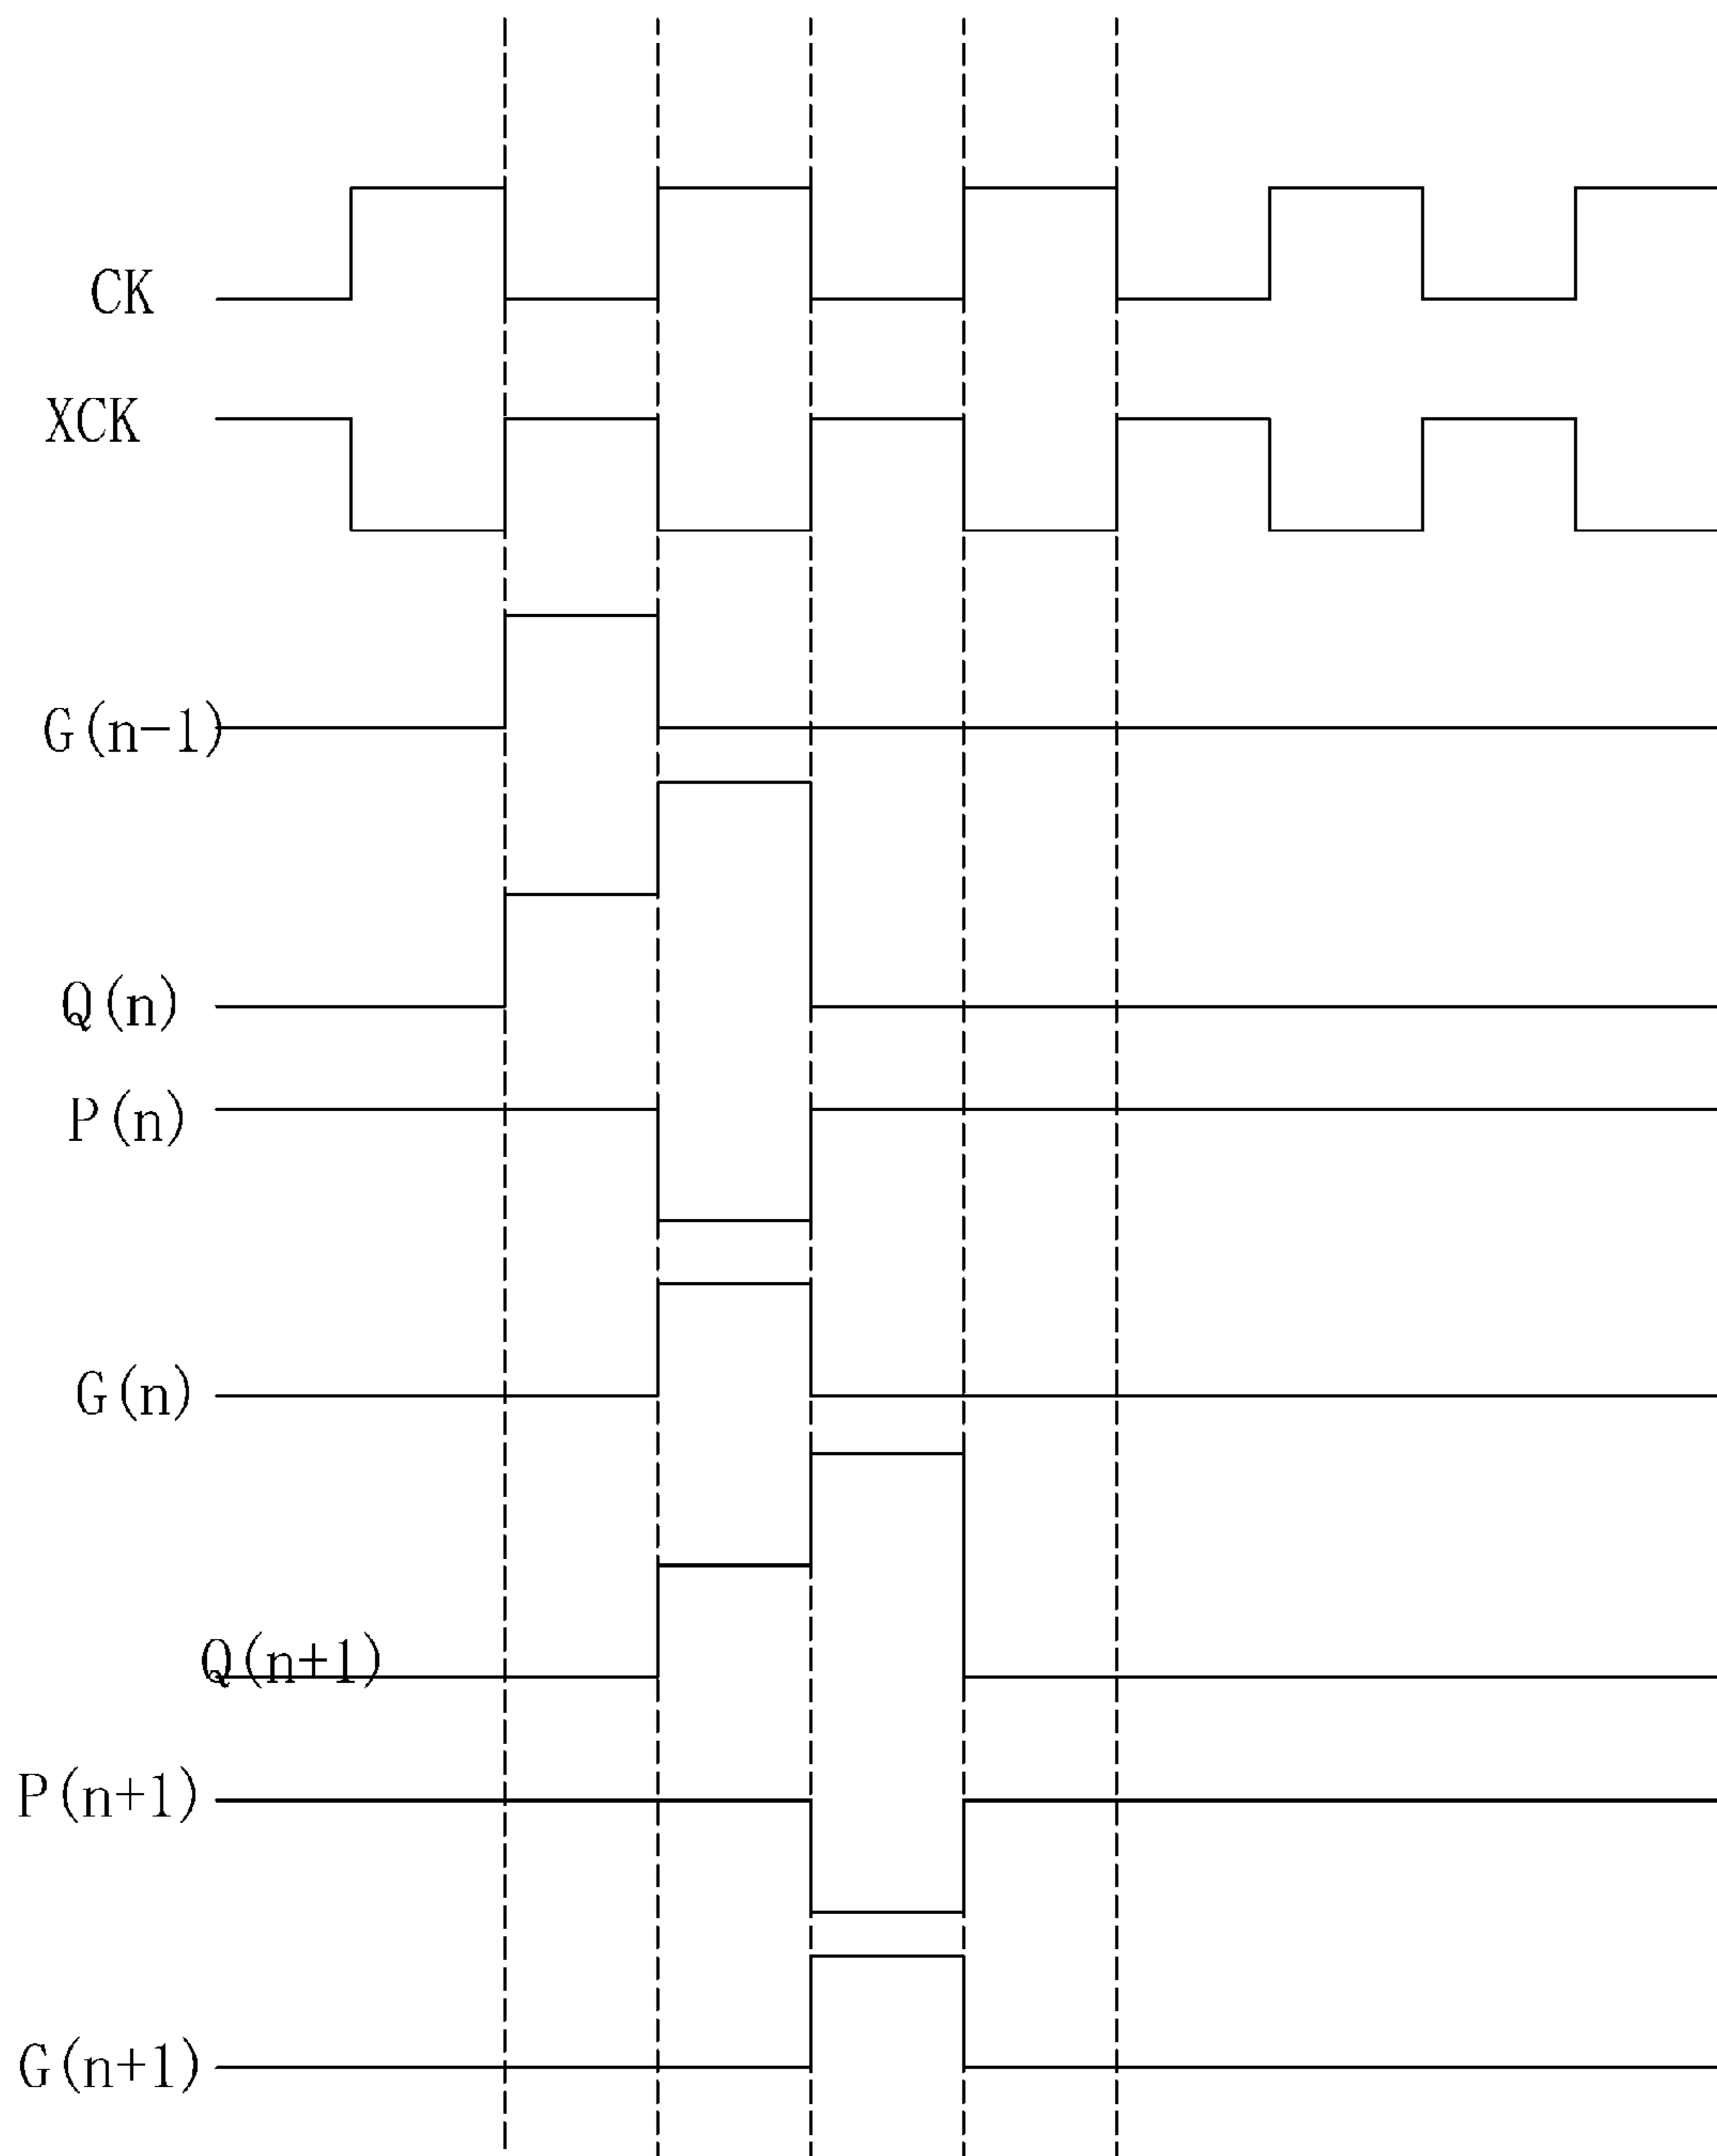 CK
XCK
G(n-1)
Q(n)
P(n)
G(n)
Q(n+1)
P(n+1)
G(n+1)